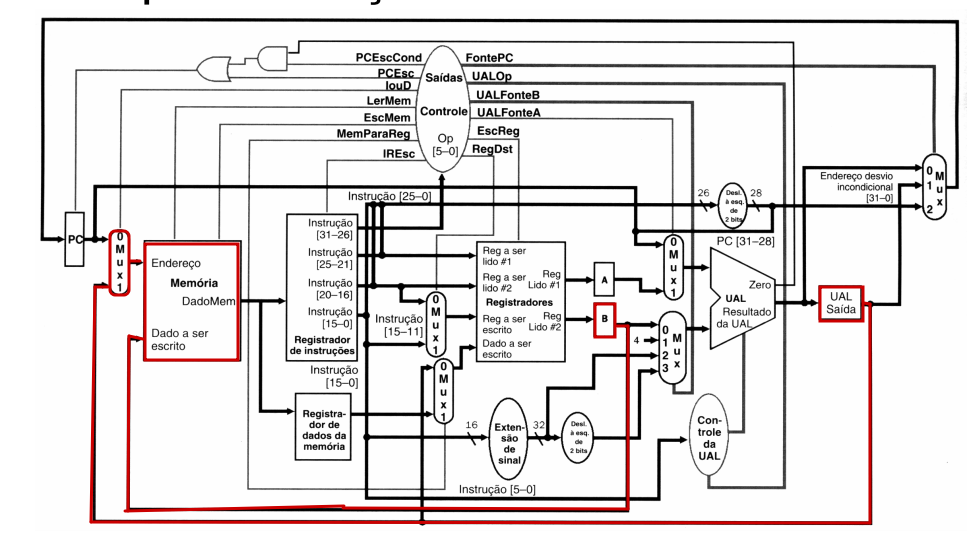 PCEscCond
PCEsc
IouD
LerMem
EscMem
MemParaReg
IREsc
Saídas
Controle
Op
[5–0]
FontePC
UALOp
UALFonteB
UALFonteA
EscReg
RegDst
Instrução [25–0]
26
Desl.
à esq.
de
2 bits
28
Endereço desvio
incondicional
[31–0]
0
1
2
M
u
x
PC [31–28]
PC
0
M
u
x
1
Endereço
Memória
DadoMem
Dado a ser
escrito
Instrução
[31–26]
Instrução
[25–21]
Instrução
[20–16]
Instrução
[15–0]
Registrador
de instruções
Instrução
[15–11]
0
M
u
x
1
Reg a ser
lido #1
Reg a ser
lido #2
Registradores
Reg a ser
escrito
Dado a ser
escrito
Reg
Lido #1
Reg
Lido #2
A
B
0
M
u
x
1
4
0
1
2
3
M
u
x
Zero
UAL
Resultado
da UAL
UAL
Saída
Instrução
[15–0]
0
M
u
x
1
Registra-
dor de
dados da
memória
16
Exten-
são
de
sinal
32
Desl.
à esq.
de
2 bits
Con-
trole
da
UAL
Instrução [5–0]